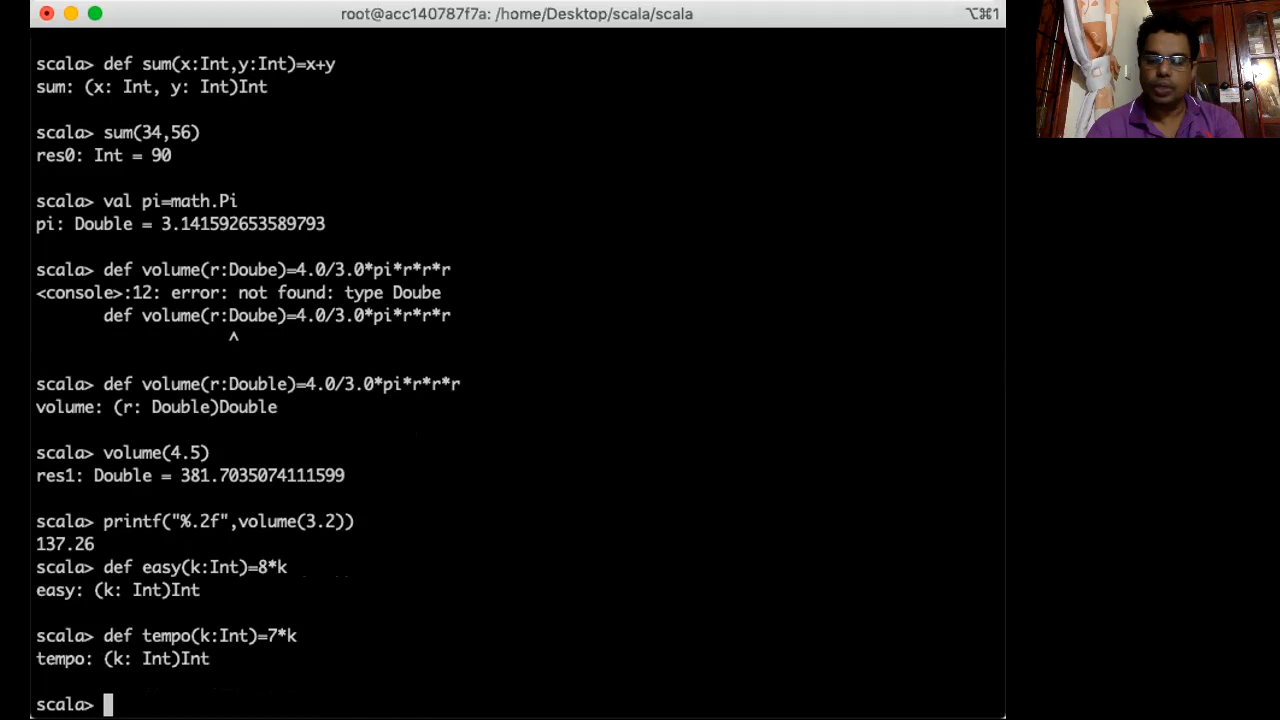 root@acc140787f7a: /home/Desktop/scala/scala
⌥⌘1
scala> def sum(x:Int,y:Int)=x+y
sum: (x: Int, y: Int)Int
scala> sum(34,56)
res0: Int = 90
scala> val pi=math.Pi
pi: Double = 3.141592653589793
scala> def volume(r:Doube)=4.0/3.0*pi*r*r*r
<console>:12: error: not found: type Doube
def volume(r:Doube)=4.0/3.0*pi*r*r*r
^
scala> def volume(r:Double)=4.0/3.0*pi*r*r*r
volume: (r: Double)Double
scala> volume(4.5)
res1: Double = 381.7035074111599
scala> printf("%.2f",volume(3.2))
137.26
scala> def easy(k:Int)=8*k
easy: (k: Int)Int
scala> def tempo(k:Int)=7*k
tempo: (k: Int)Int
scala>